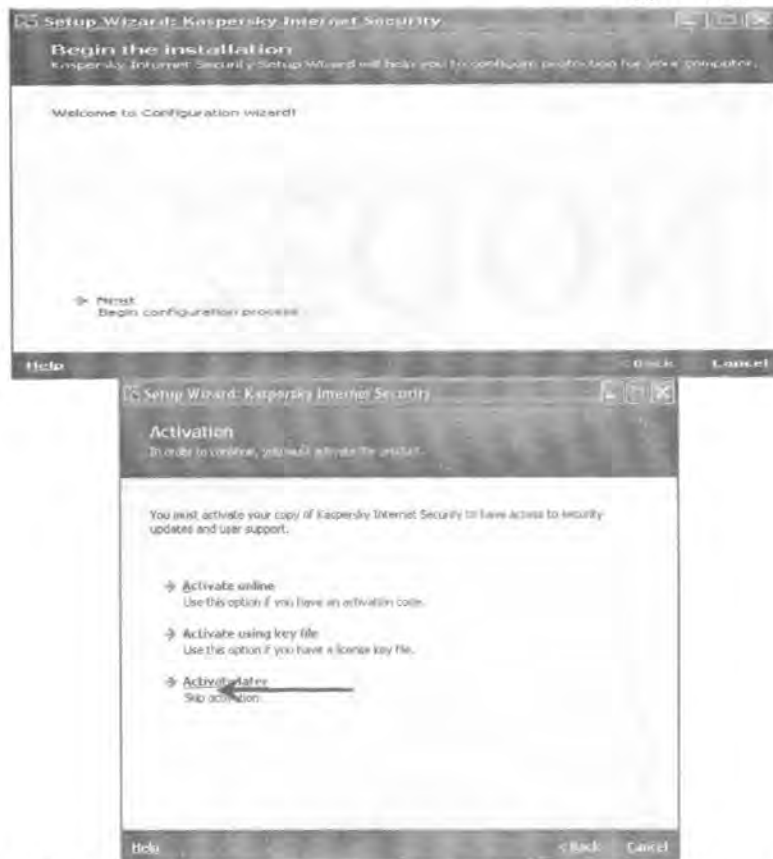 Setup Wizard: Kaspersky Internet Security
Begin the installation
Kaspersky Internet Security Setup Wizard will help you to configure protection for your computer.
Welcome to Configuration wizard!
Next
Begin configuration process
Help
< Back Cancel
Setup Wizard: Kaspersky Internet Security
Activation
In order to continue, you must activate the product.
You must activate your copy of Kaspersky Internet Security to have access to security
updates and user support.
Activate online
Use this option if you have an activation code.
Activate using key file
Use this option if you have a license key file.
Activate later
Skip activation
Help
< Back Cancel